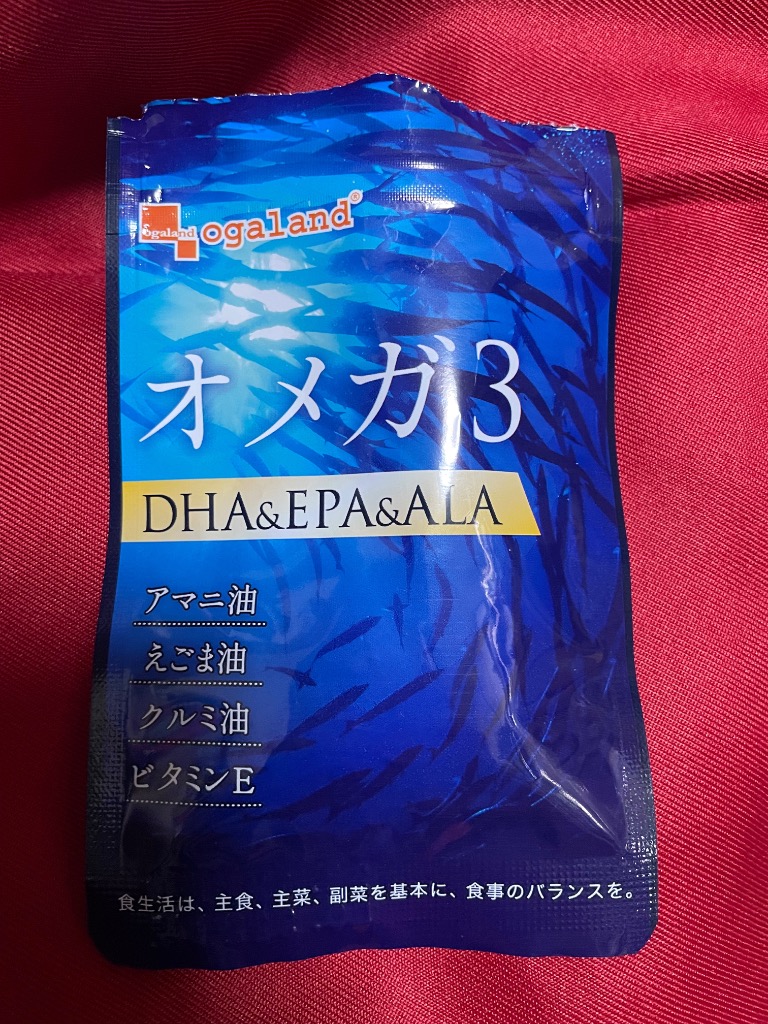 ogaland ogaland®
オメガ3
DHA&EPA&ALA
アマニ油
えごま油
クルミ油
ビタミンE
食生活は、主食、主菜、副菜を基本に、食事のバランスを。